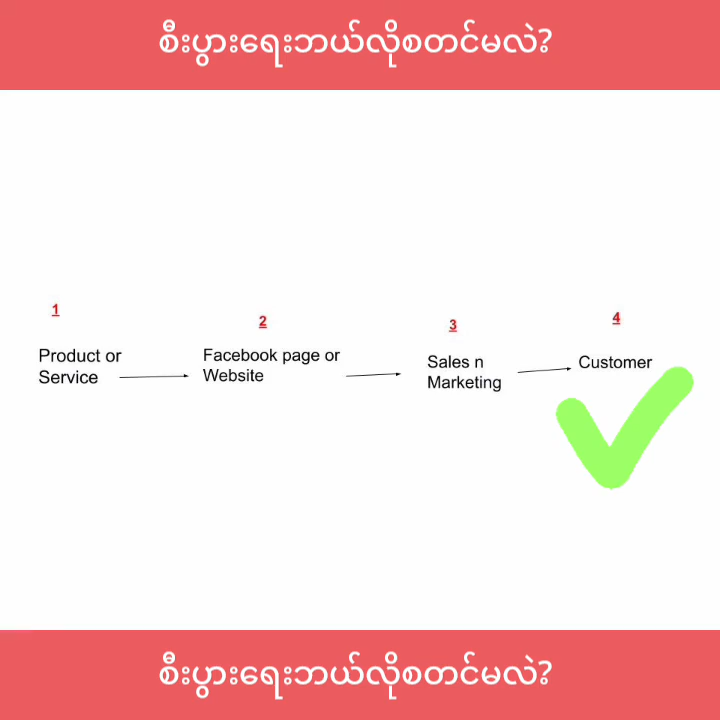 စီးပွားရေးဘယ်လိုစတင်မလဲ?
1
Product or
Service
2
Facebook page or
Website
3
Sales n
Marketing
4
Customer
စီးပွားရေးဘယ်လိုစတင်မလဲ?